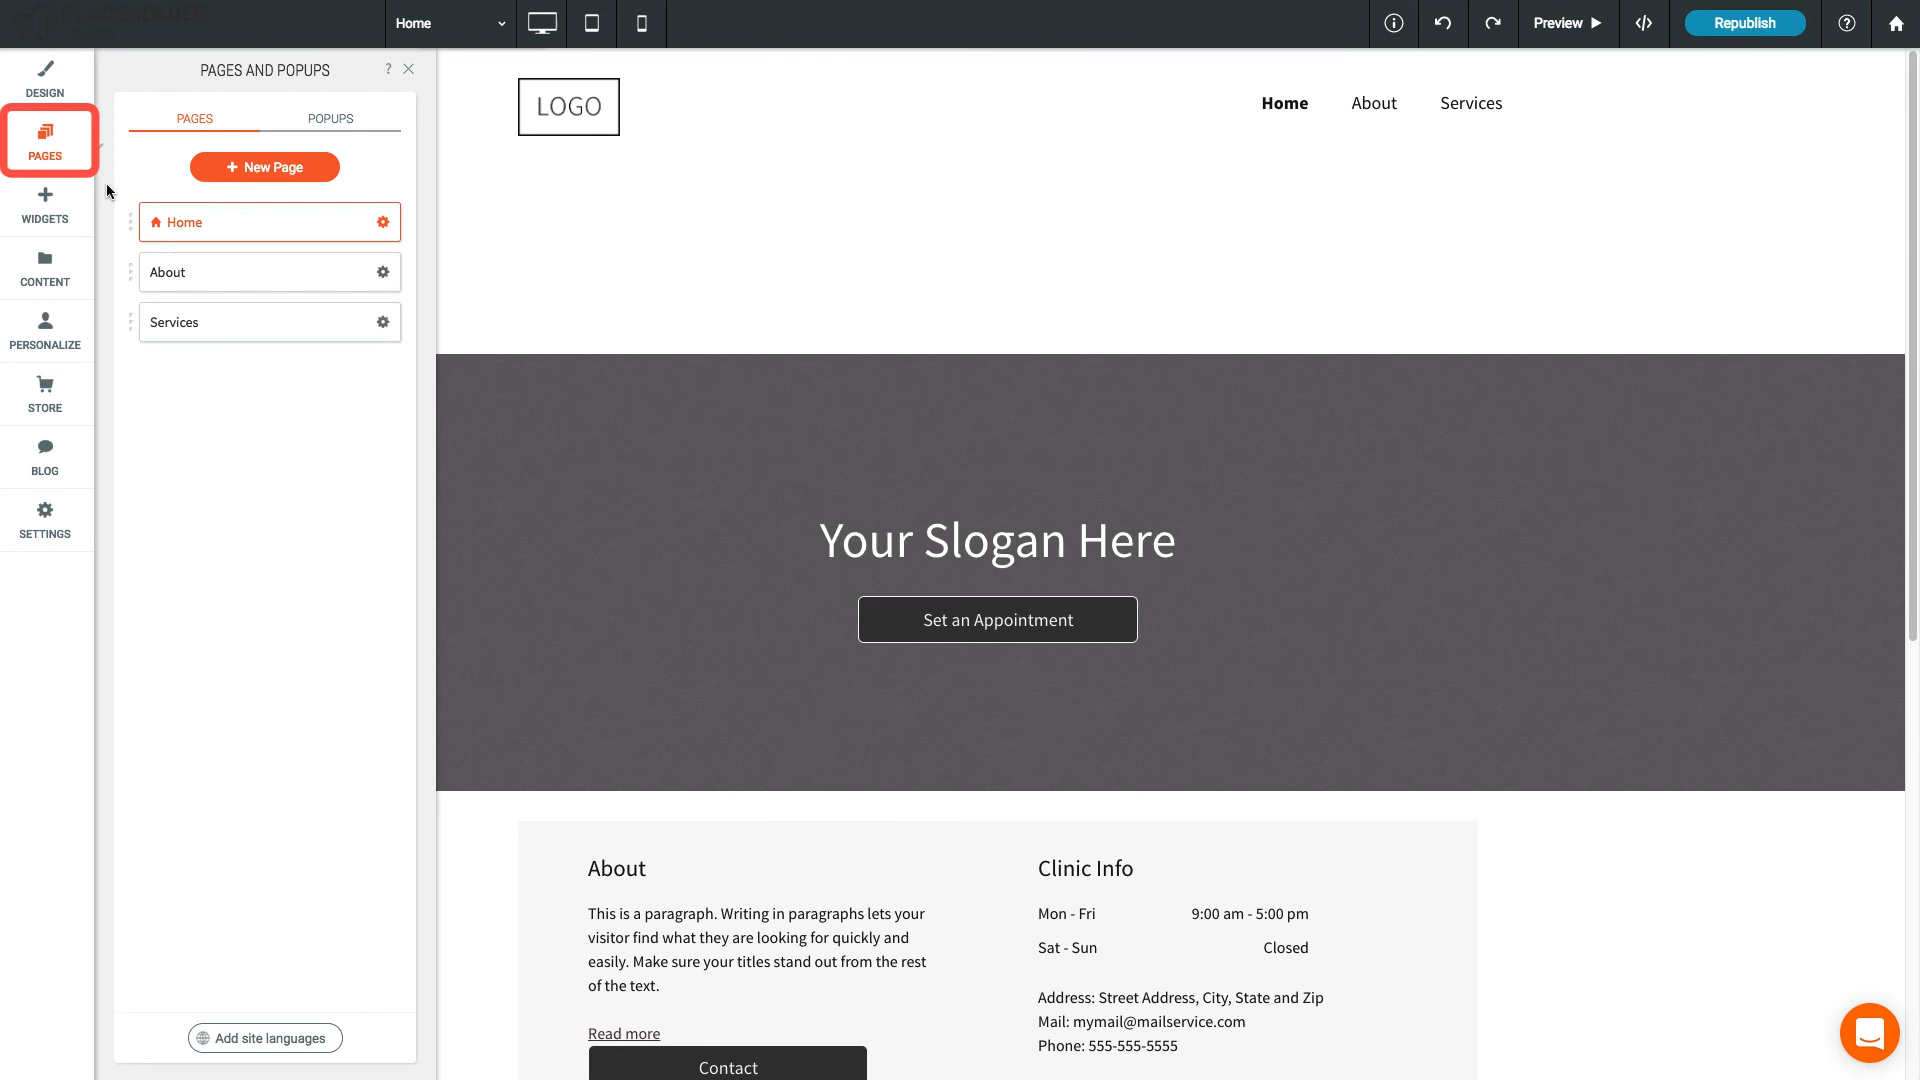 Home
Preview
Republish
DESIGN
PAGES
WIDGETS
CONTENT
PERSONALIZE
STORE
BLOG
SETTINGS
PAGES AND POPUPS
?
PAGES
POPUPS
+ New Page
Home
About
Services
Add site languages
LOGO
Home
About
Services
Your Slogan Here
Set an Appointment
About
This is a paragraph. Writing in paragraphs lets your
visitor find what they are looking for quickly and
easily. Make sure your titles stand out from the rest
of the text.
Read more
Contact
Clinic Info
Mon - Fri 9:00 am - 5:00 pm
Sat - Sun Closed
Address: Street Address, City, State and Zip
Mail: mymail@mailservice.com
Phone: 555-555-5555